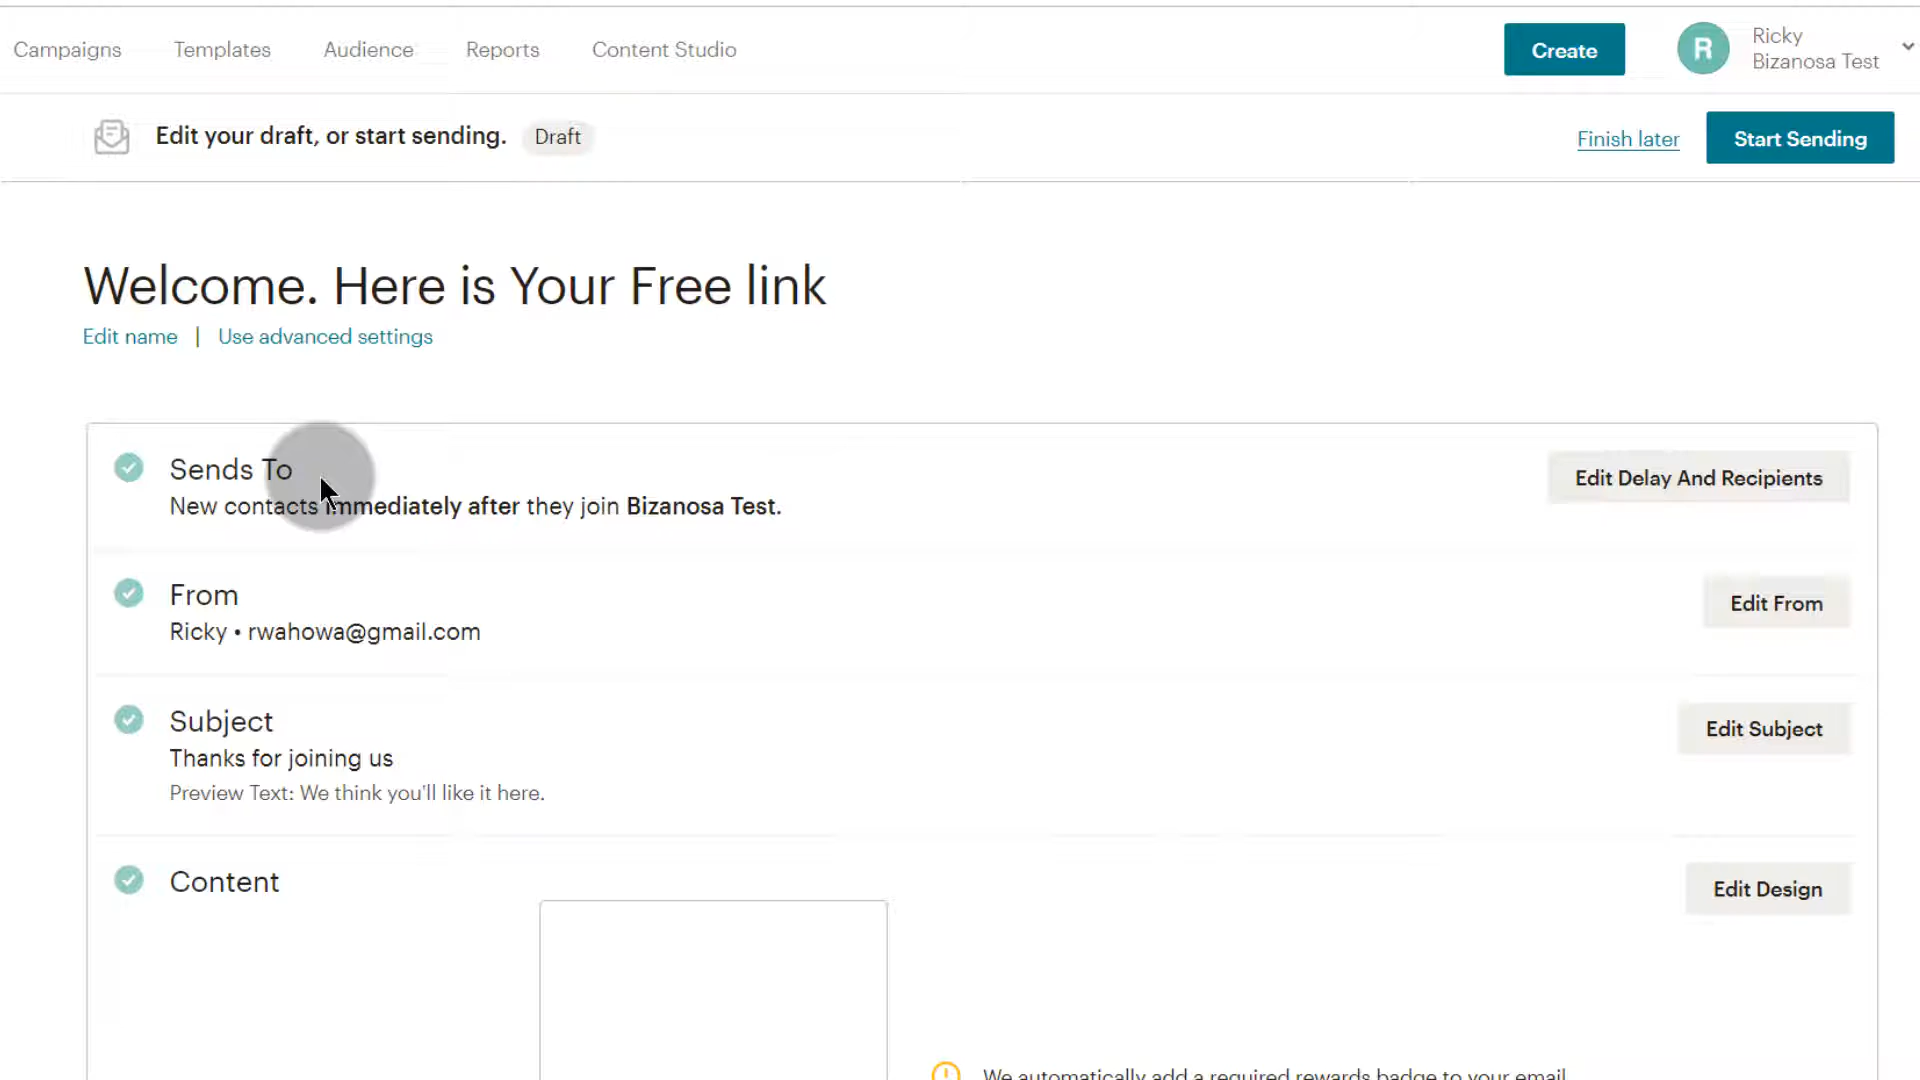 Campaigns Templates Audience Reports Content Studio Create R Ricky
Bizanosa Test
Edit your draft, or start sending. Draft Finish later Start Sending
Welcome. Here is Your Free link
Edit name | Use advanced settings
Sends To Edit Delay And Recipients
New contacts immediately after they join Bizanosa Test.
From Edit From
Ricky • rwahowa@gmail.com
Subject Edit Subject
Thanks for joining us
Preview Text: We think you'll like it here.
Content Edit Design
We automatically add a required rewards badge to your email